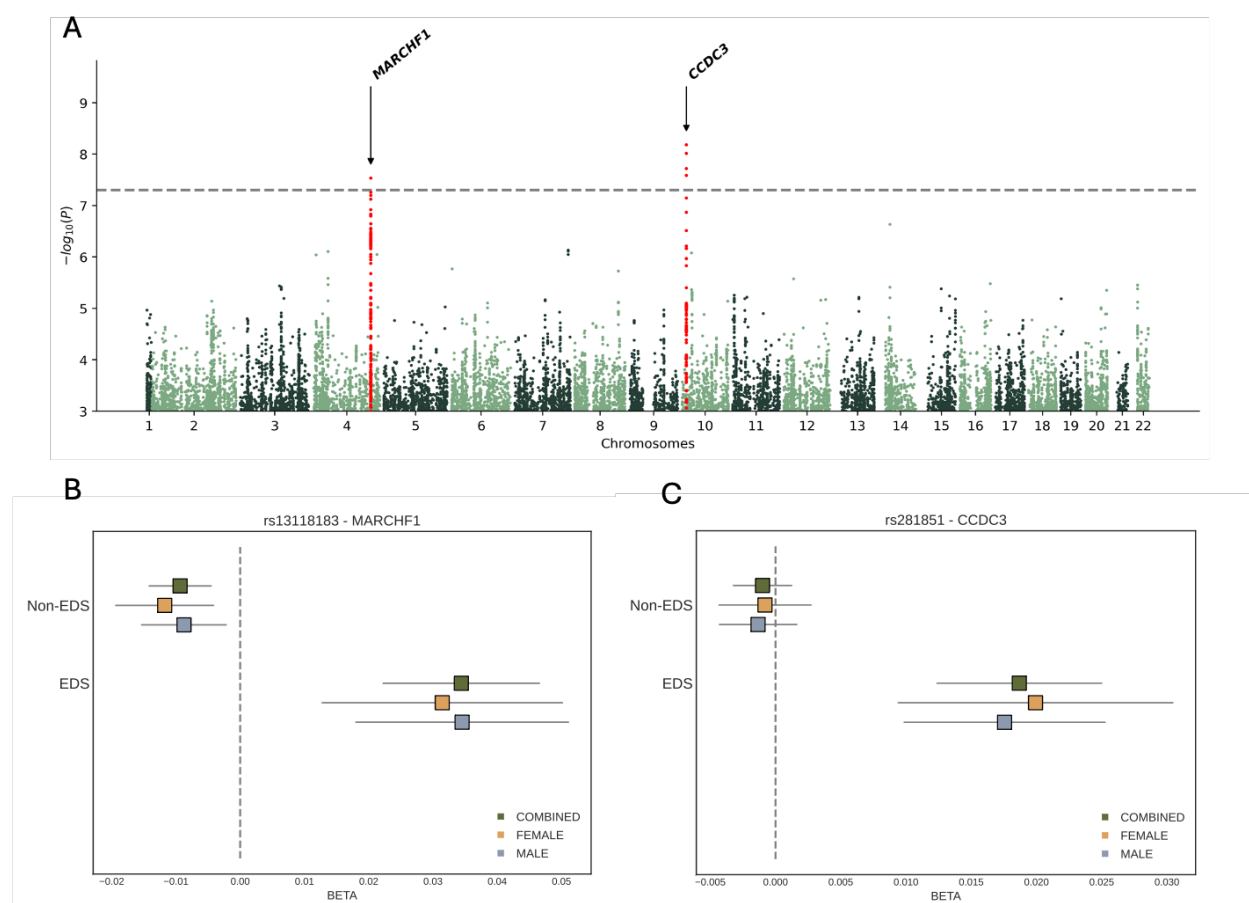 A
MARCHF1
CCDC3
9
8
7
6
5
4
3
−log10(P)
1 2 3 4 5 6 7 8 9 10 11 12 13 14 15 16 17 18 19 20 21 22
Chromosomes
B
rs13118183 - MARCHF1
Non-EDS
EDS
COMBINED
FEMALE
MALE
−0.02 −0.01 0.00 0.01 0.02 0.03 0.04 0.05
BETA
C
rs281851 - CCDC3
Non-EDS
EDS
COMBINED
FEMALE
MALE
−0.005 0.000 0.005 0.010 0.015 0.020 0.025 0.030
BETA